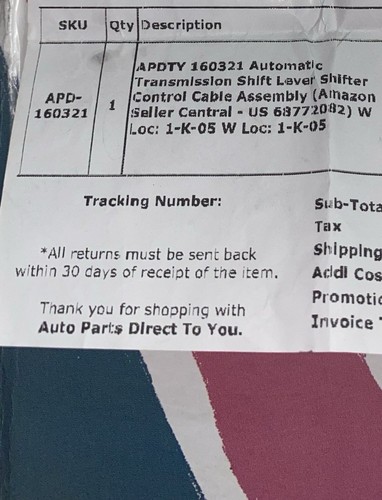 SKU Qty Description
APD-160321 1 APDTY 160321 Automatic
Transmission Shift Lever Shifter
Control Cable Assembly (Amazon
Seller Central - US 68772082) W
Loc: 1-K-05 W Loc: 1-K-05
Tracking Number:
*All returns must be sent back
within 30 days of receipt of the item.
Thank you for shopping with
Auto Parts Direct To You.
Sub-Tota
Tax
Shipping
Addl Cos
Promotic
Invoice